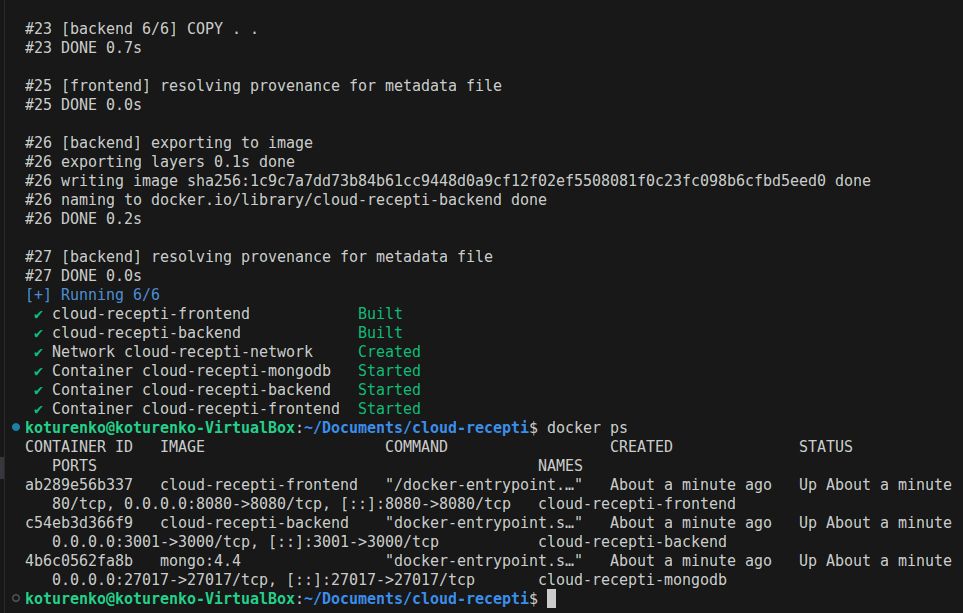 #23 [backend 6/6] COPY . .
#23 DONE 0.7s
#25 [frontend] resolving provenance for metadata file
#25 DONE 0.0s
#26 [backend] exporting to image
#26 exporting layers 0.1s done
#26 writing image sha256:1c9c7a7dd73b84b61cc9448d0a9cf12f02ef5508081f0c23fc098b6cfbd5eed0 done
#26 naming to docker.io/library/cloud-recepti-backend done
#26 DONE 0.2s
#27 [backend] resolving provenance for metadata file
#27 DONE 0.0s
[+] Running 6/6
✔ cloud-recepti-frontend Built
✔ cloud-recepti-backend Built
✔ Network cloud-recepti-network Created
✔ Container cloud-recepti-mongodb Started
✔ Container cloud-recepti-backend Started
✔ Container cloud-recepti-frontend Started
koturenko@koturenko-VirtualBox:~/Documents/cloud-recepti$ docker ps
CONTAINER ID IMAGE COMMAND CREATED STATUS
PORTS NAMES
ab289e56b337 cloud-recepti-frontend "/docker-entrypoint.…" About a minute ago Up About a minute
80/tcp, 0.0.0.0:8080->8080/tcp, [::]:8080->8080/tcp cloud-recepti-frontend
c54eb3d366f9 cloud-recepti-backend "docker-entrypoint.s…" About a minute ago Up About a minute
0.0.0.0:3001->3000/tcp, [::]:3001->3000/tcp cloud-recepti-backend
4b6c0562fa8b mongo:4.4 "docker-entrypoint.s…" About a minute ago Up About a minute
0.0.0.0:27017->27017/tcp, [::]:27017->27017/tcp cloud-recepti-mongodb
koturenko@koturenko-VirtualBox:~/Documents/cloud-recepti$